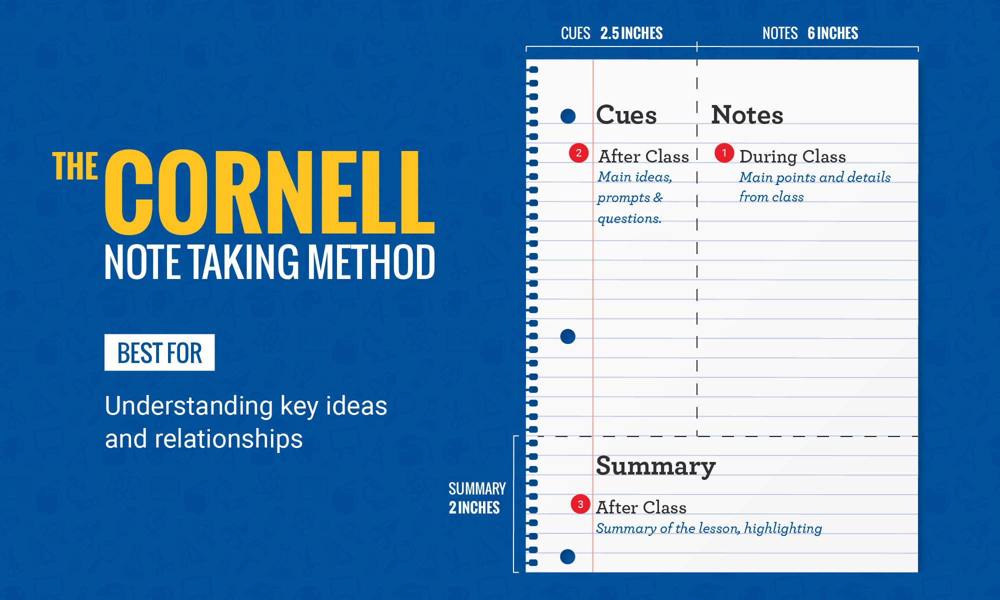 THE CORNELL
NOTE TAKING METHOD
BEST FOR
Understanding key ideas
and relationships
CUES 2.5 INCHES
NOTES 6 INCHES
Cues
2 After Class
Main ideas,
prompts &
questions.
Notes
1 During Class
Main points and details
from class
SUMMARY
2 INCHES
Summary
3 After Class
Summary of the lesson, highlighting